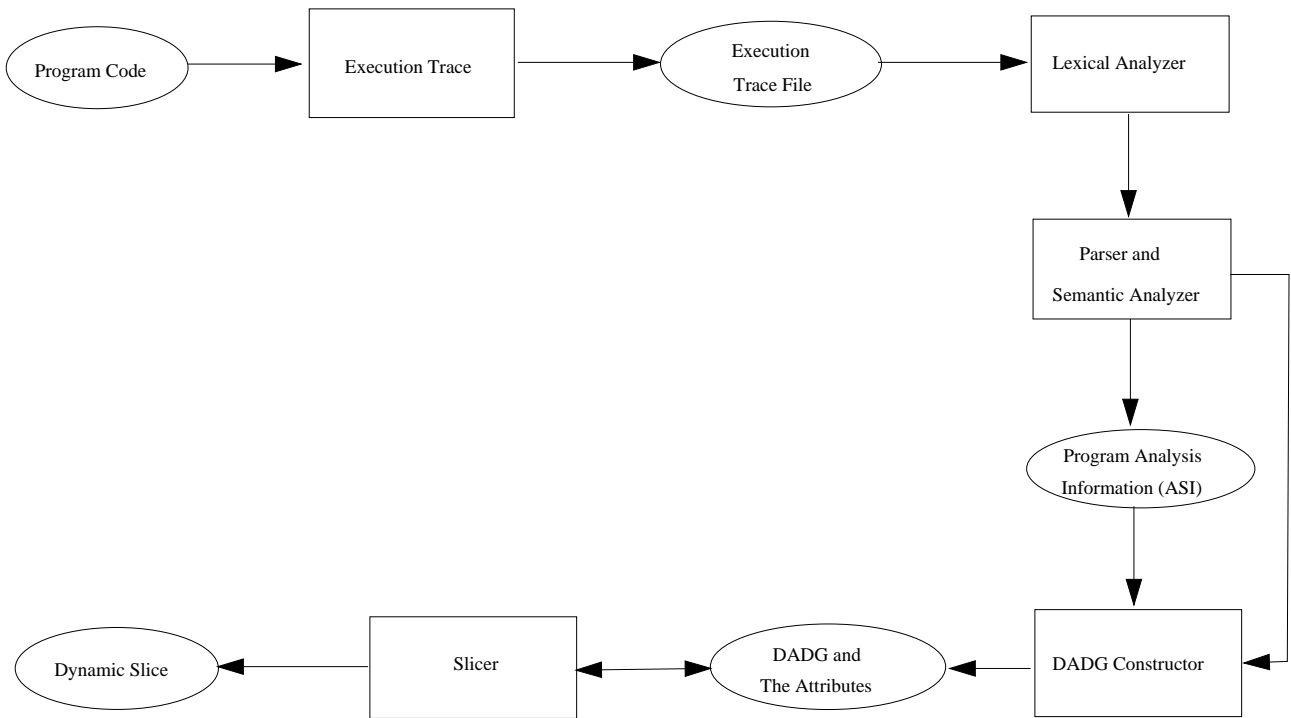 Program Code
Execution Trace
Execution
Trace File
Lexical Analyzer
Parser and
Semantic Analyzer
Program Analysis
Information (ASI)
DADG Constructor
DADG and
The Attributes
Slicer
Dynamic Slice